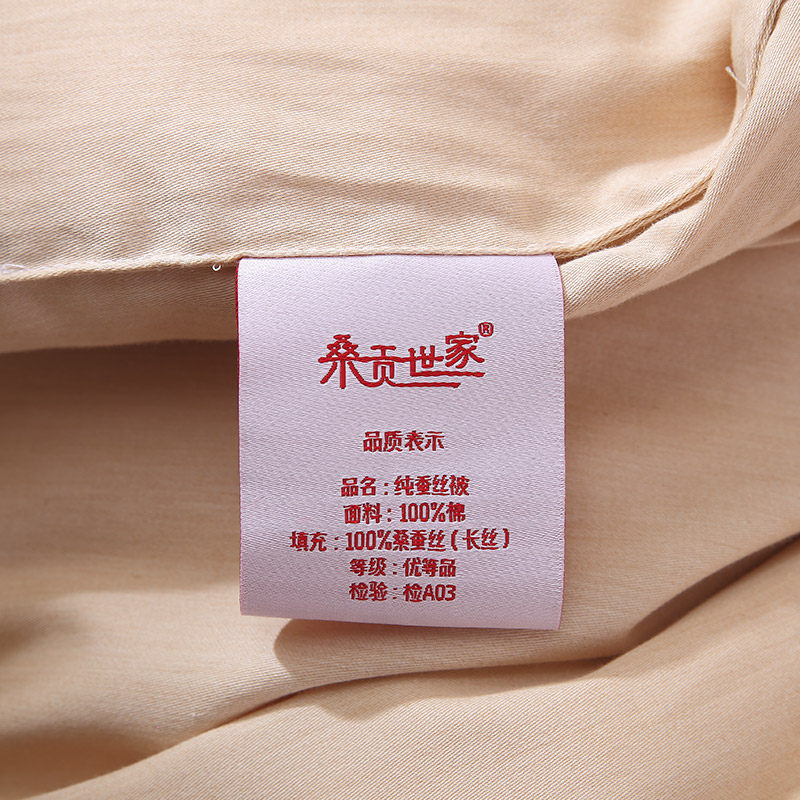 桑贡世家®
品质表示
品名：纯蚕丝被
面料：100%棉
填充：100%桑蚕丝（长丝）
等级：优等品
检验：检A03